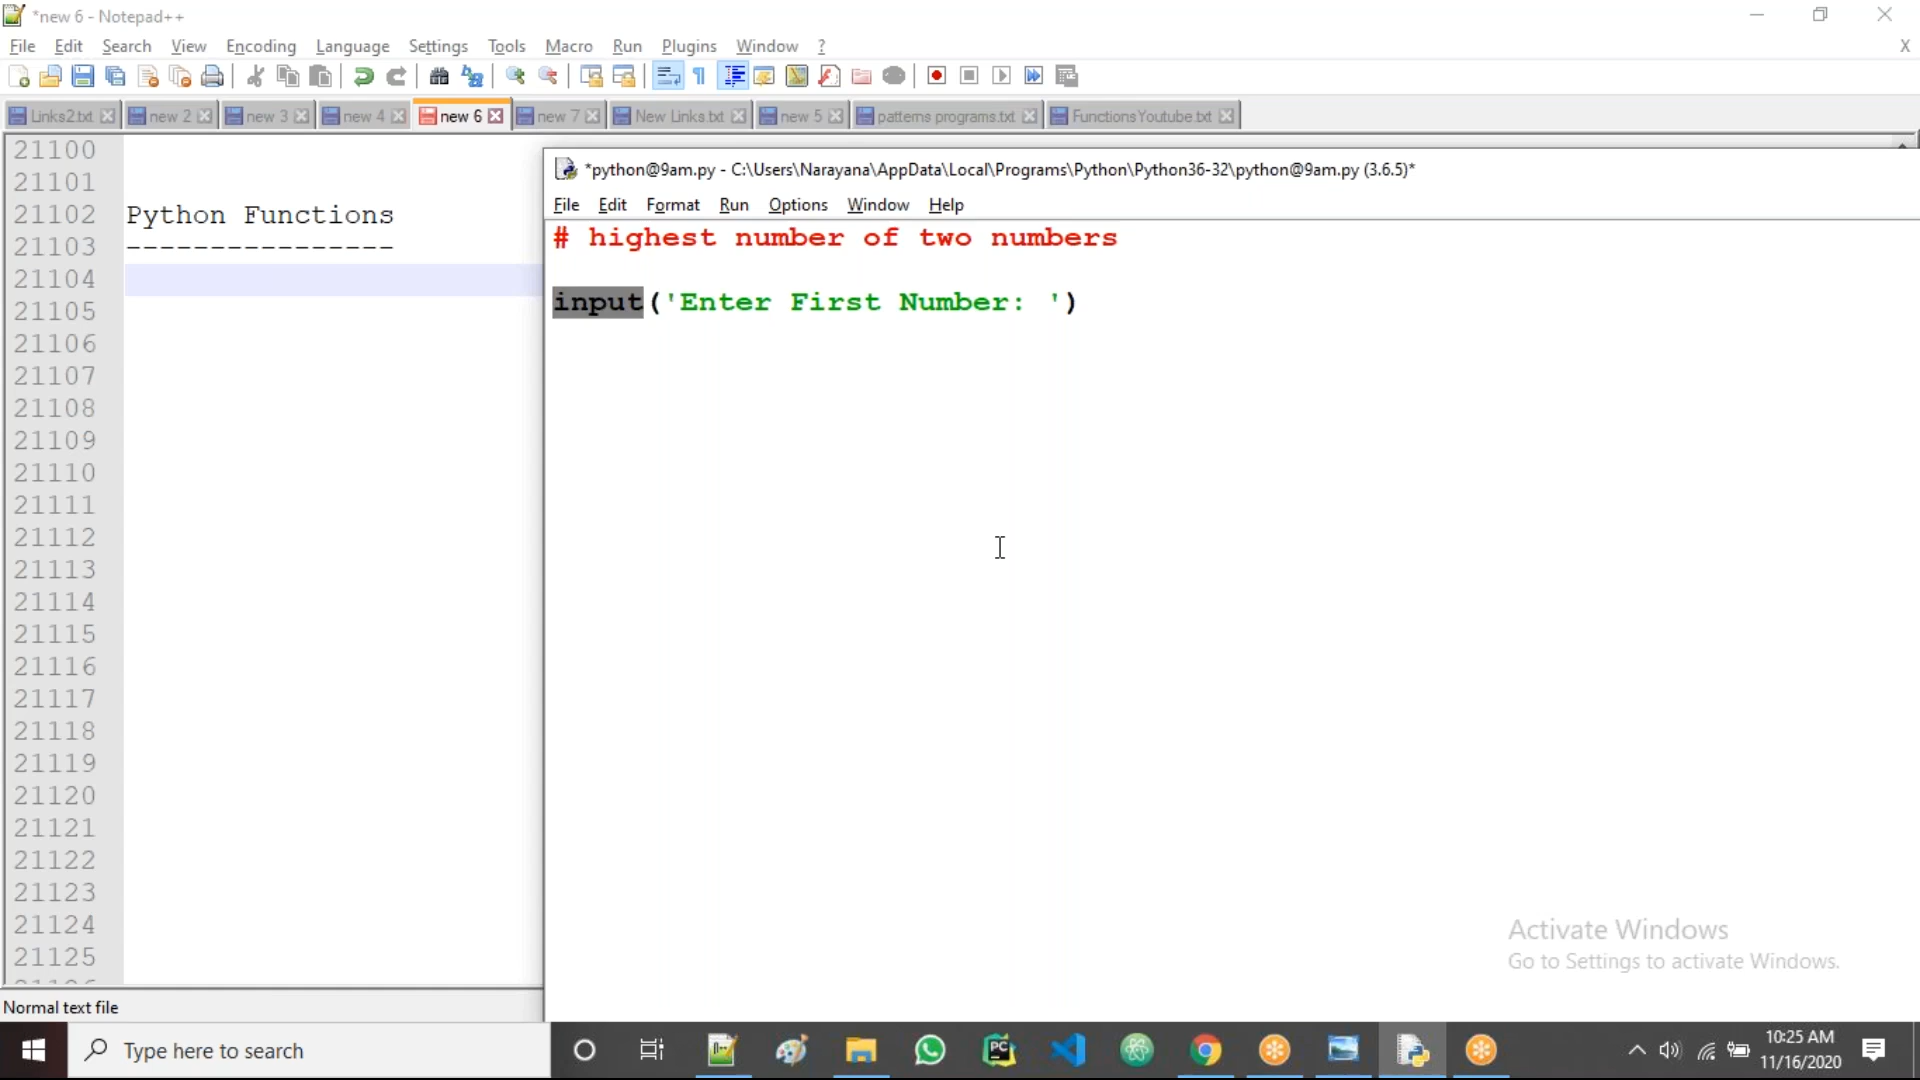 *new 6 - Notepad++
File Edit Search View Encoding Language Settings Tools Macro Run Plugins Window ? X
Links2.txt new 2 new 3 new 4 new 6 new 7 New Links.txt new 5 patterns programs.txt FunctionsYoutube.txt
21100
21101
21102 Python Functions
21103 ----------------
21104
21105
21106
21107
21108
21109
21110
21111
21112
21113
21114
21115
21116
21117
21118
21119
21120
21121
21122
21123
21124
21125
Normal text file
*python@9am.py - C:\Users\Narayana\AppData\Local\Programs\Python\Python36-32\python@9am.py (3.6.5)*
File Edit Format Run Options Window Help
# highest number of two numbers
input('Enter First Number: ')
Activate Windows
Go to Settings to activate Windows.
Type here to search
10:25 AM
11/16/2020